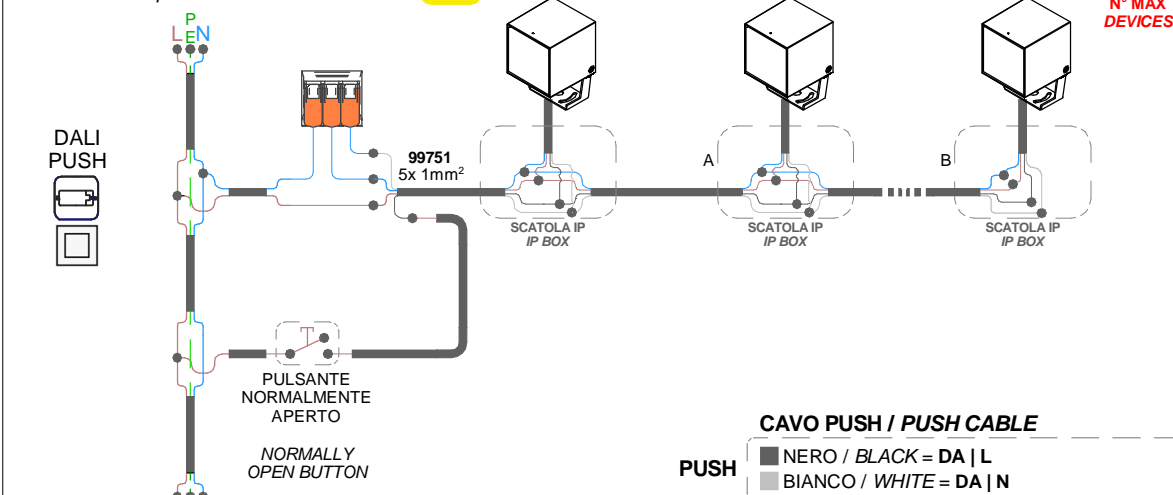 N° MAX
DEVICES
P
LEN
DALI
PUSH
99751
5x 1mm²
A
B
SCATOLA IP
IP BOX
SCATOLA IP
IP BOX
SCATOLA IP
IP BOX
PULSANTE
NORMALMENTE
APERTO
NORMALLY
OPEN BUTTON
CAVO PUSH / PUSH CABLE
PUSH
NERO / BLACK = DA | L
BIANCO / WHITE = DA | N